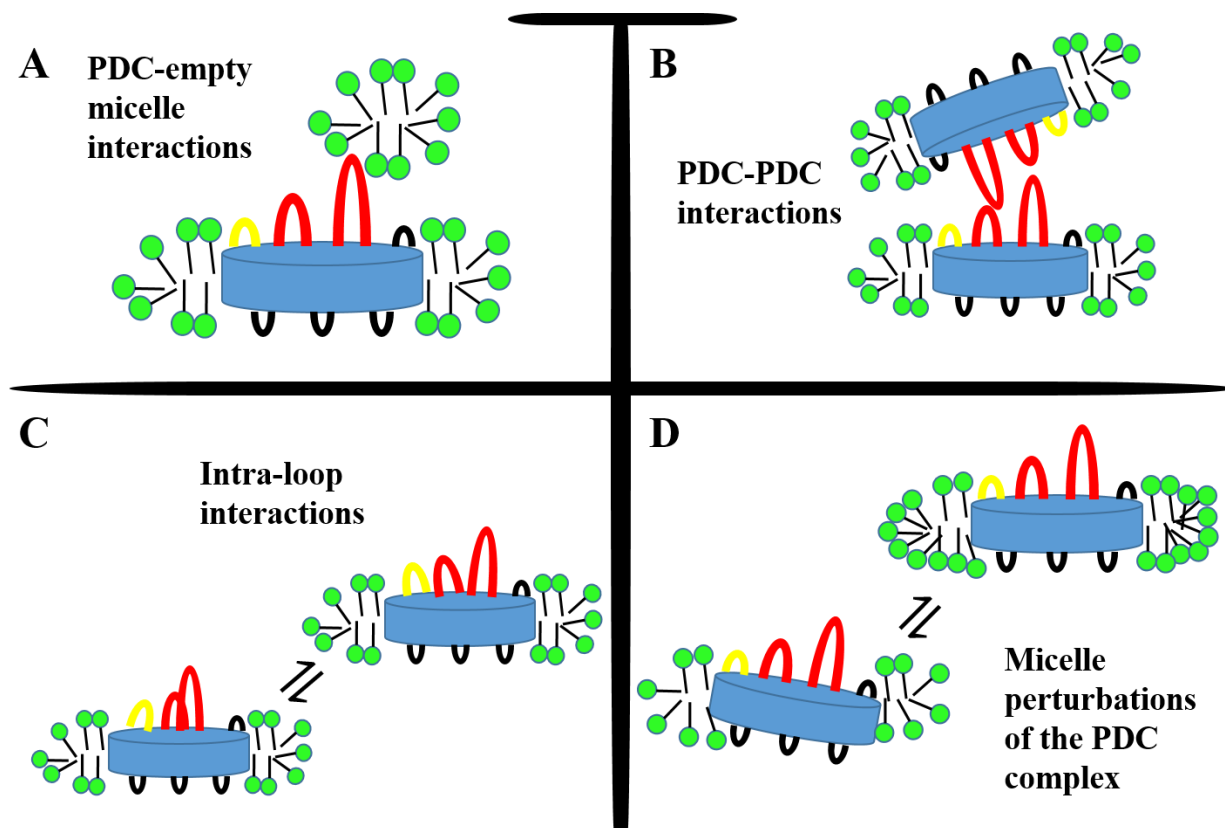 A
PDC-empty
micelle
interactions
B
PDC-PDC
interactions
C
Intra-loop
interactions
D
Micelle
perturbations
of the PDC
complex